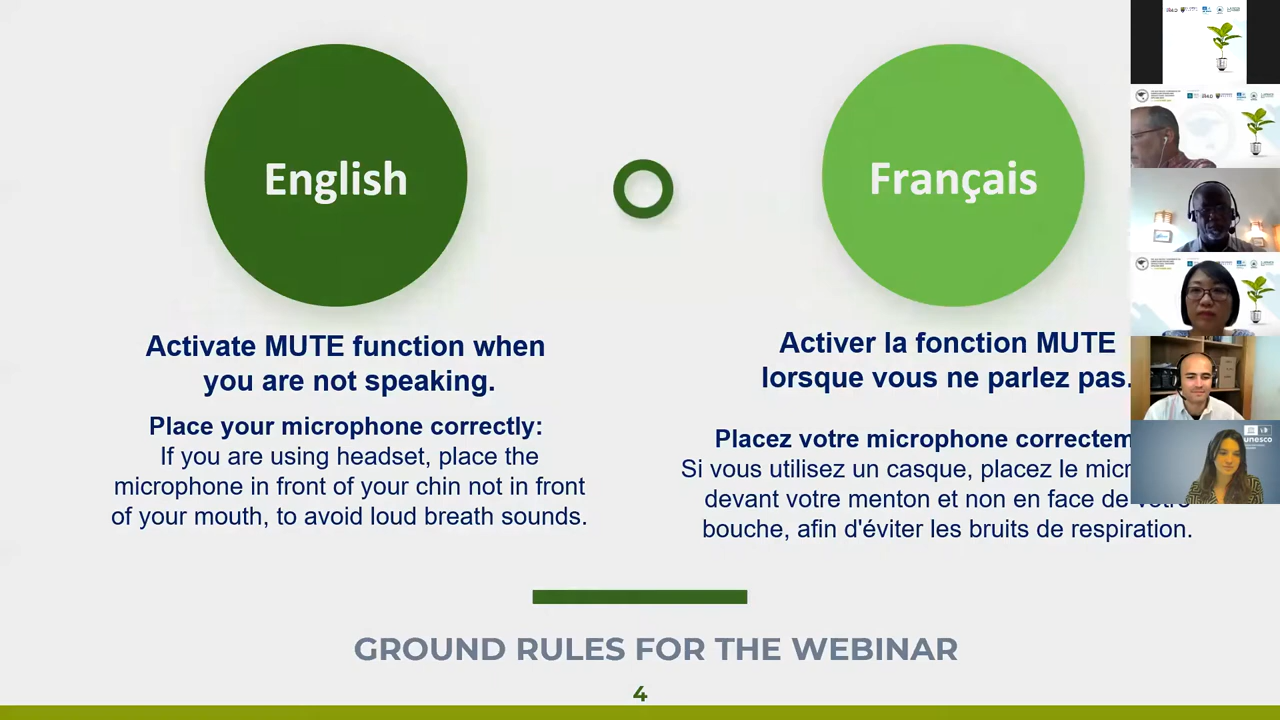 English
Activate MUTE function when
you are not speaking.
Place your microphone correctly:
If you are using headset, place the
microphone in front of your chin not in front
of your mouth, to avoid loud breath sounds.
Français
Activer la fonction MUTE
lorsque vous ne parlez pas.
Placez votre microphone correctem
Si vous utilisez un casque, placez le micr
devant votre menton et non en face de votre
bouche, afin d'éviter les bruits de respiration.
GROUND RULES FOR THE WEBINAR
4
unesco